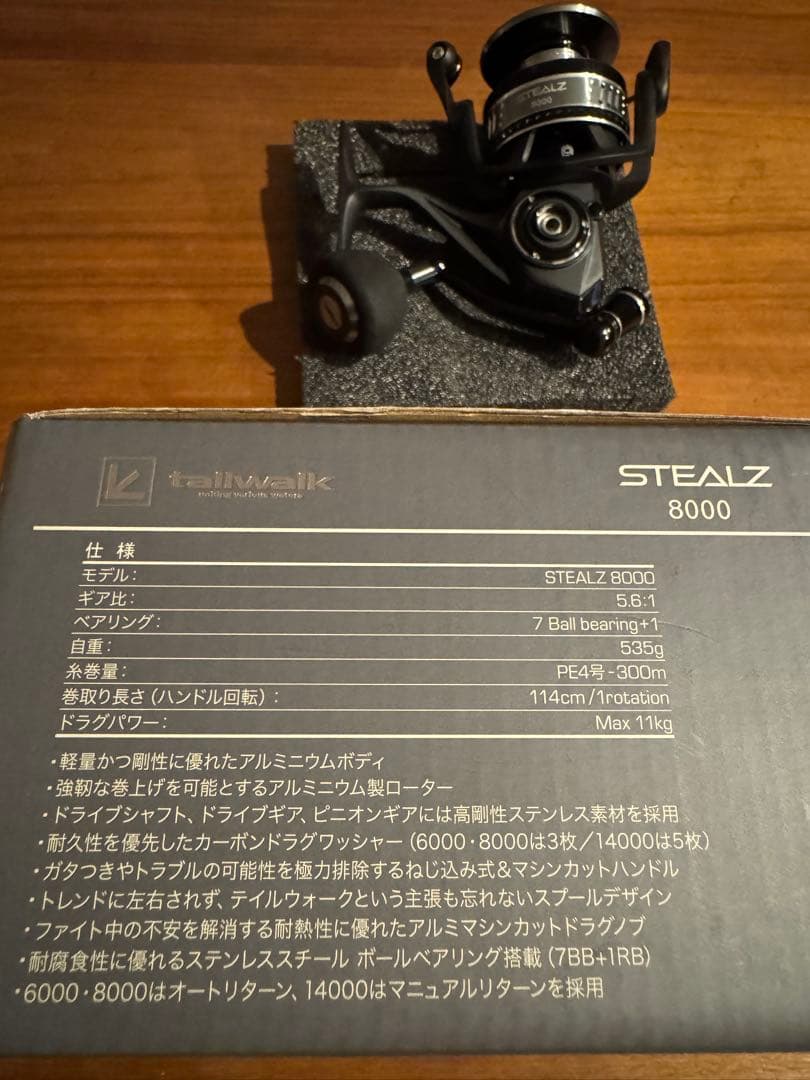 STEALZ
8000
tailwalk
making various waters
STEALZ
8000
仕様
モデル： STEALZ 8000
ギア比： 5.6:1
ベアリング： 7 Ball bearing+1
自重： 535g
糸巻量： PE4号-300m
巻取り長さ（ハンドル回転）： 114cm/1rotation
ドラグパワー： Max 11kg
・軽量かつ剛性に優れたアルミニウムボディ
・強靭な巻上げを可能とするアルミニウム製ローター
・ドライブシャフト、ドライブギア、ピニオンギアには高剛性ステンレス素材を採用
・耐久性を優先したカーボンドラグワッシャー（6000・8000は3枚／14000は5枚）
・ガタつきやトラブルの可能性を極力排除するねじ込み式&マシンカットハンドル
・トレンドに左右されず、テイルウォークという主張も忘れないスプールデザイン
・ファイト中の不安を解消する耐熱性に優れたアルミマシンカットドラグノブ
・耐腐食性に優れるステンレススチール ボールベアリング搭載（7BB+1RB）
・6000・8000はオートリターン、14000はマニュアルリターンを採用